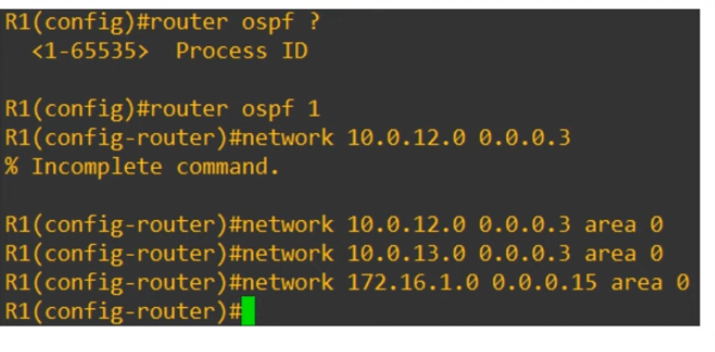 R1(config)#router ospf ?
  <1-65535>  Process ID
R1(config)#router ospf 1
R1(config-router)#network 10.0.12.0 0.0.0.3
% Incomplete command.
R1(config-router)#network 10.0.12.0 0.0.0.3 area 0
R1(config-router)#network 10.0.13.0 0.0.0.3 area 0
R1(config-router)#network 172.16.1.0 0.0.0.15 area 0
R1(config-router)#